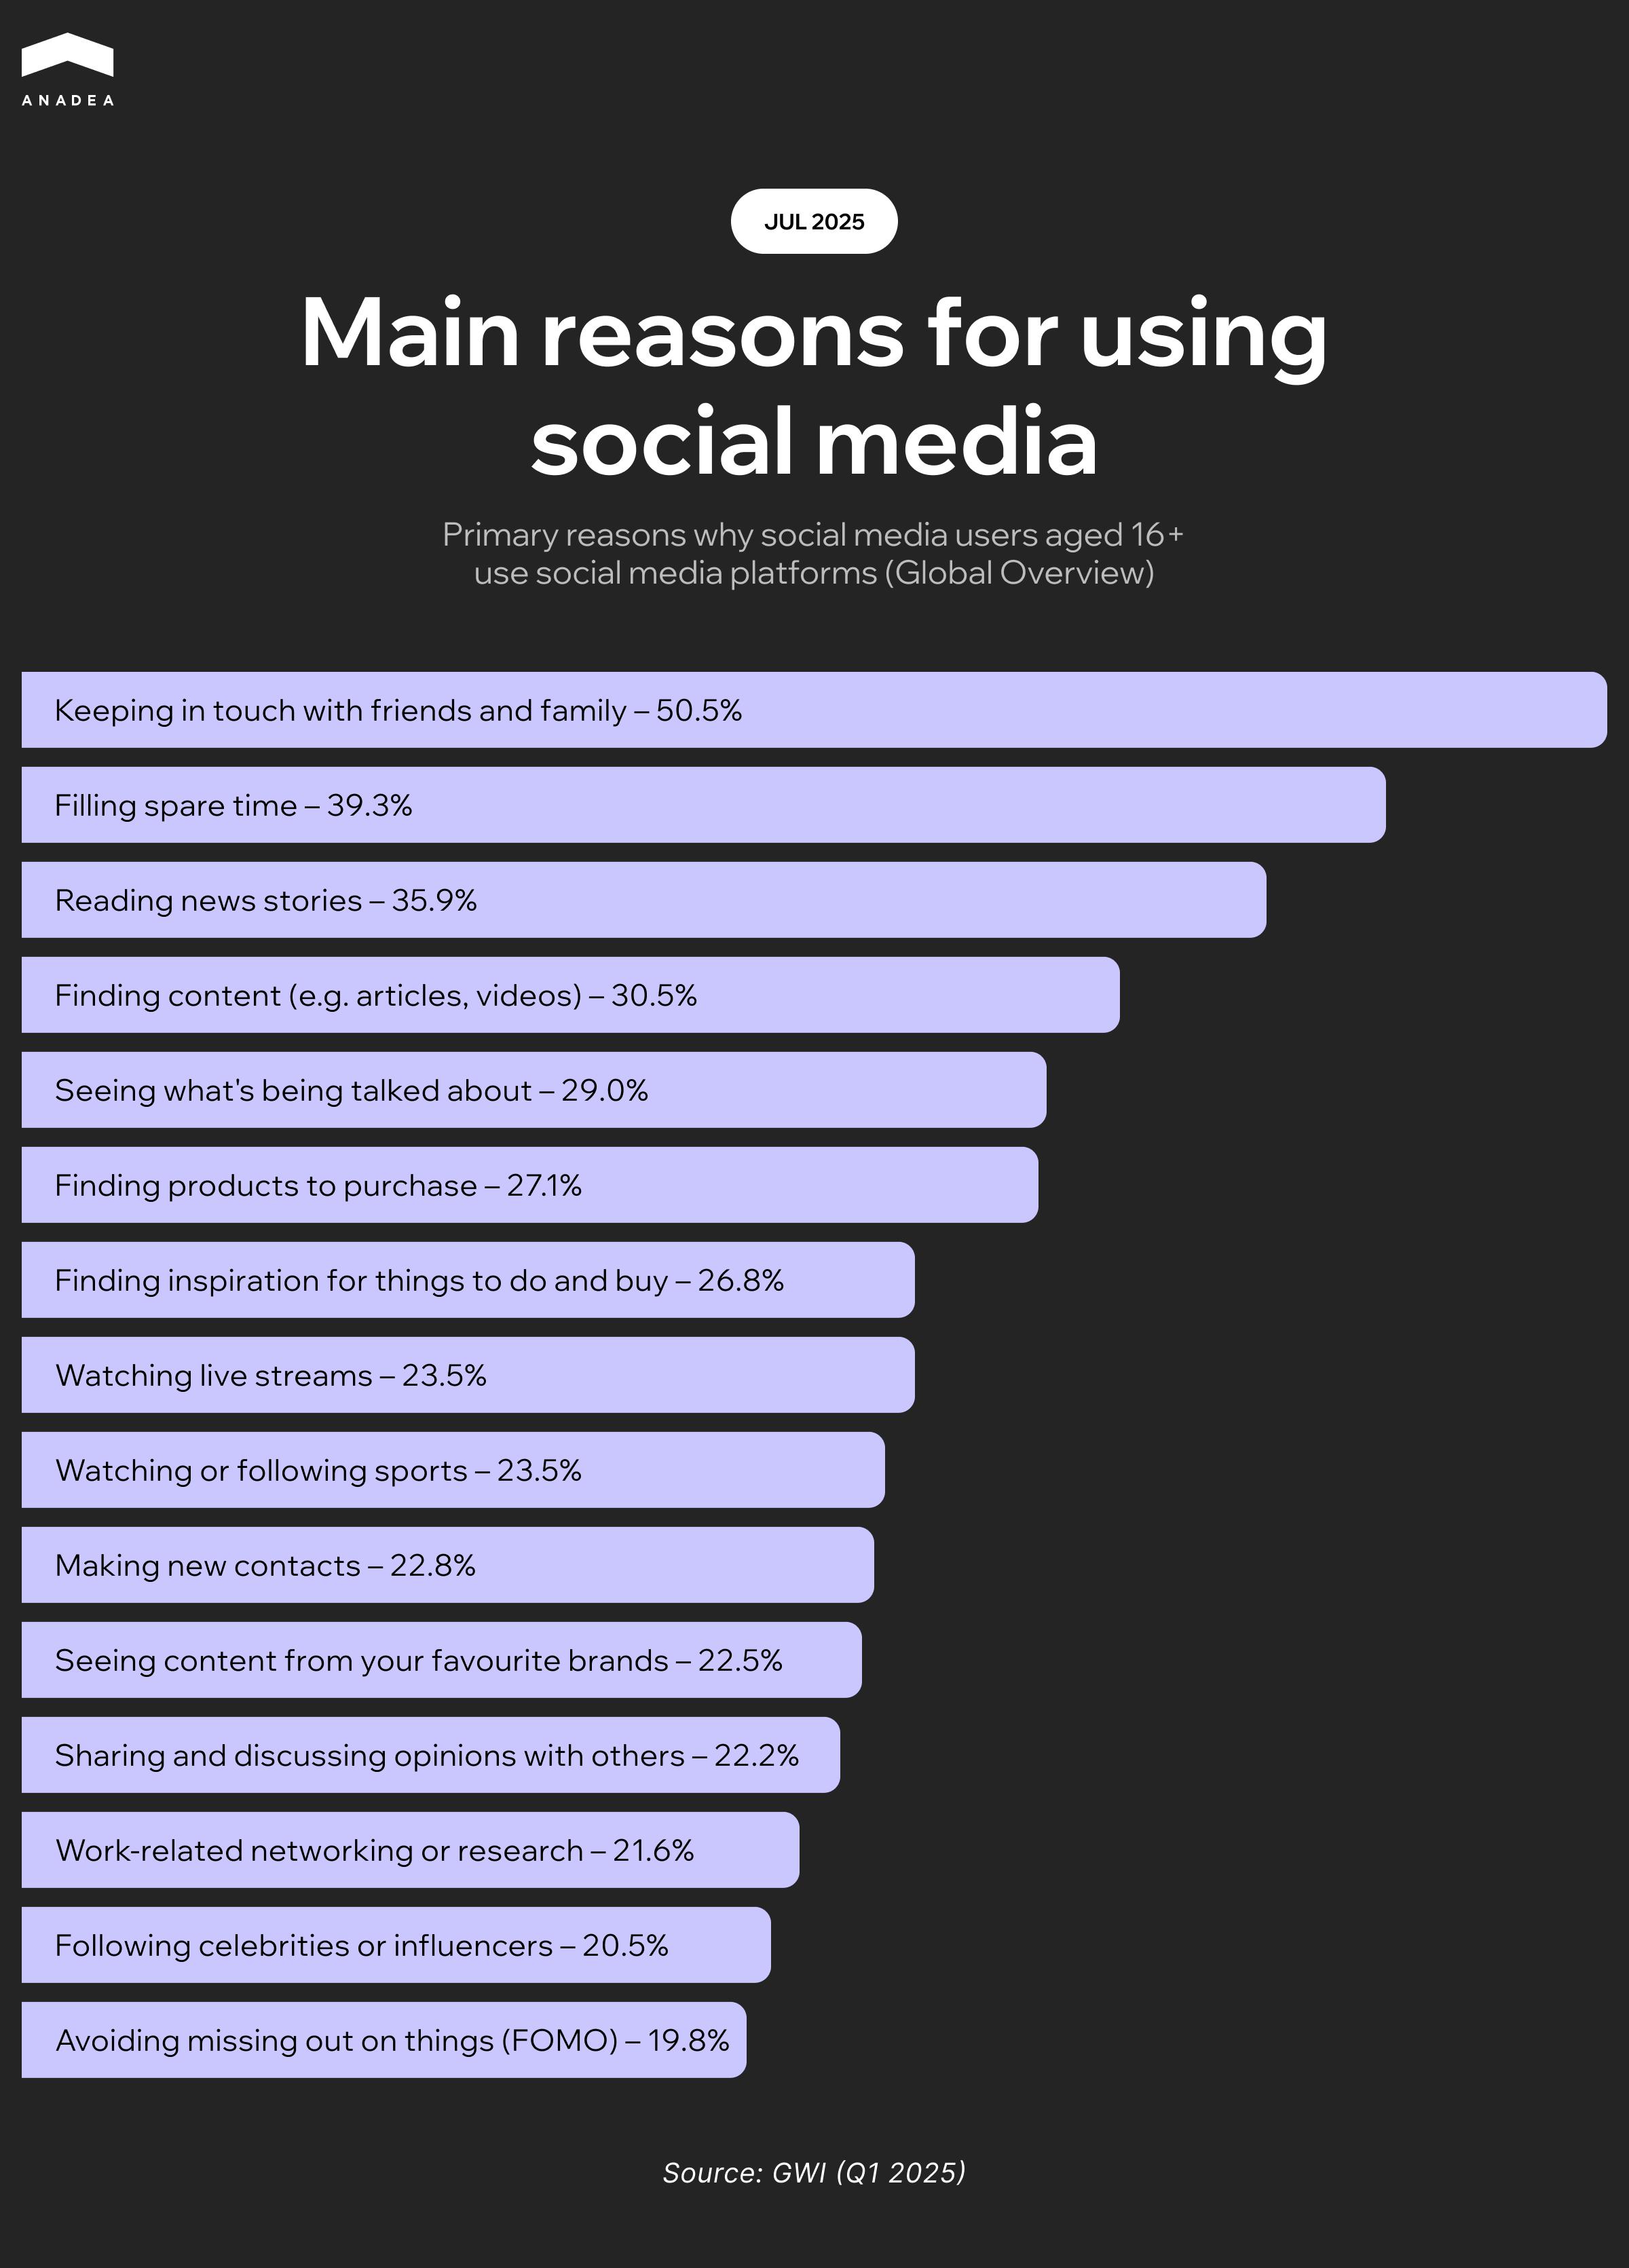 ANADEA
JUL 2025
Main reasons for using
social media
Primary reasons why social media users aged 16+
use social media platforms (Global Overview)
Keeping in touch with friends and family – 50.5%
Filling spare time – 39.3%
Reading news stories – 35.9%
Finding content (e.g. articles, videos) – 30.5%
Seeing what's being talked about – 29.0%
Finding products to purchase – 27.1%
Finding inspiration for things to do and buy – 26.8%
Watching live streams – 23.5%
Watching or following sports – 23.5%
Making new contacts – 22.8%
Seeing content from your favourite brands – 22.5%
Sharing and discussing opinions with others – 22.2%
Work-related networking or research – 21.6%
Following celebrities or influencers – 20.5%
Avoiding missing out on things (FOMO) – 19.8%
Source: GWI (Q1 2025)